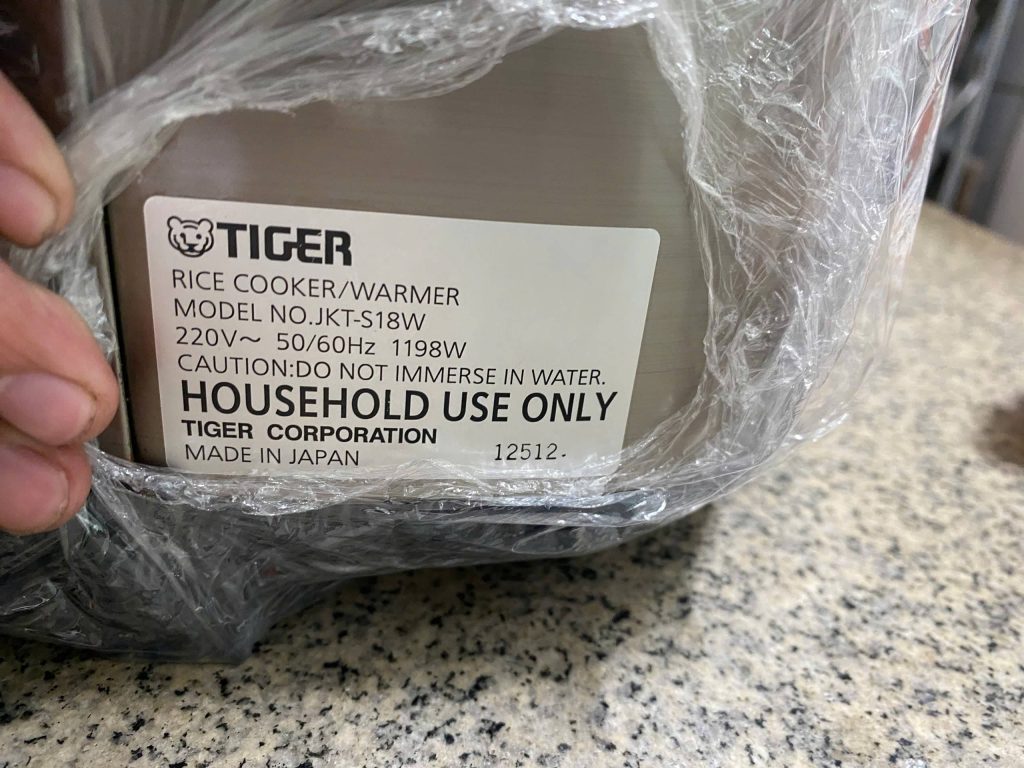 TIGER
RICE COOKER/WARMER
MODEL NO.JKT-S18W
220V～ 50/60Hz 1198W
CAUTION:DO NOT IMMERSE IN WATER.
HOUSEHOLD USE ONLY
TIGER CORPORATION
MADE IN JAPAN 12512.